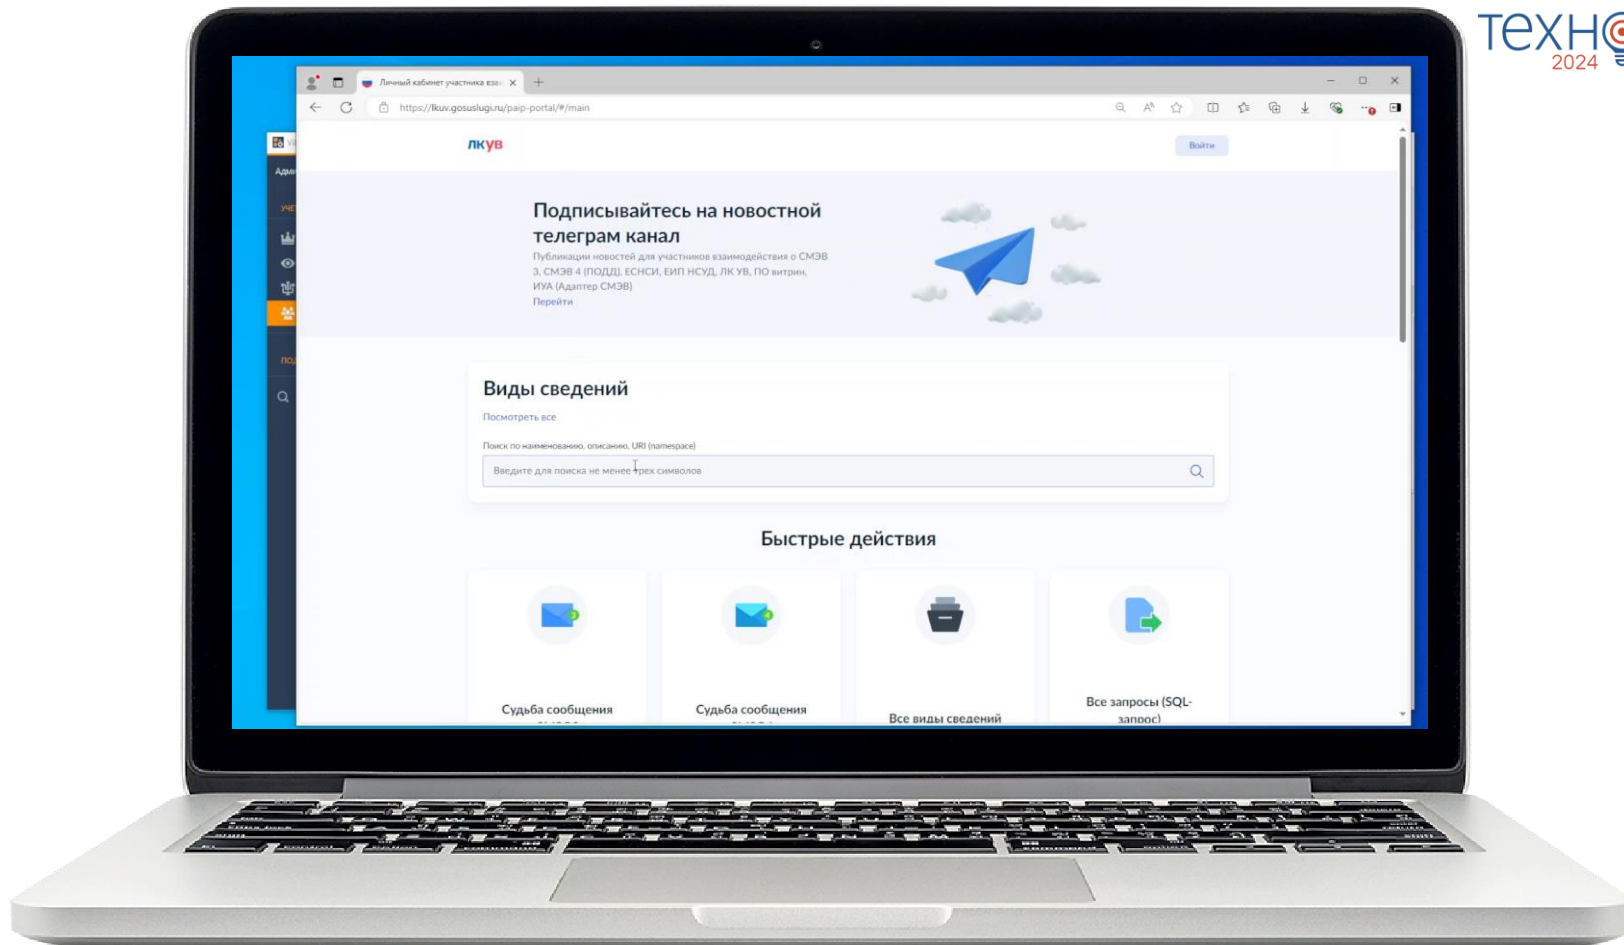 ТЕХН
2024
Личный кабинет участника вза
https://lkuv.gosuslugi.ru/paip-portal/#/main
лкув
Войти
Подписывайтесь на новостной
телеграм канал
Публикации новостей для участников взаимодействия о СМЭВ
3, СМЭВ 4 (ПОДД), ЕСНСИ, ЕИП НСУД, ЛК УВ, ПО витрин,
ИУА (Адаптер СМЭВ)
Перейти
Виды сведений
Посмотреть все
Поиск по наименованию, описанию, URI (namespace)
Введите для поиска не менее трех символов
Быстрые действия
Судьба сообщения
Судьба сообщения
Все виды сведений
Все запросы (SQL-
запрос)